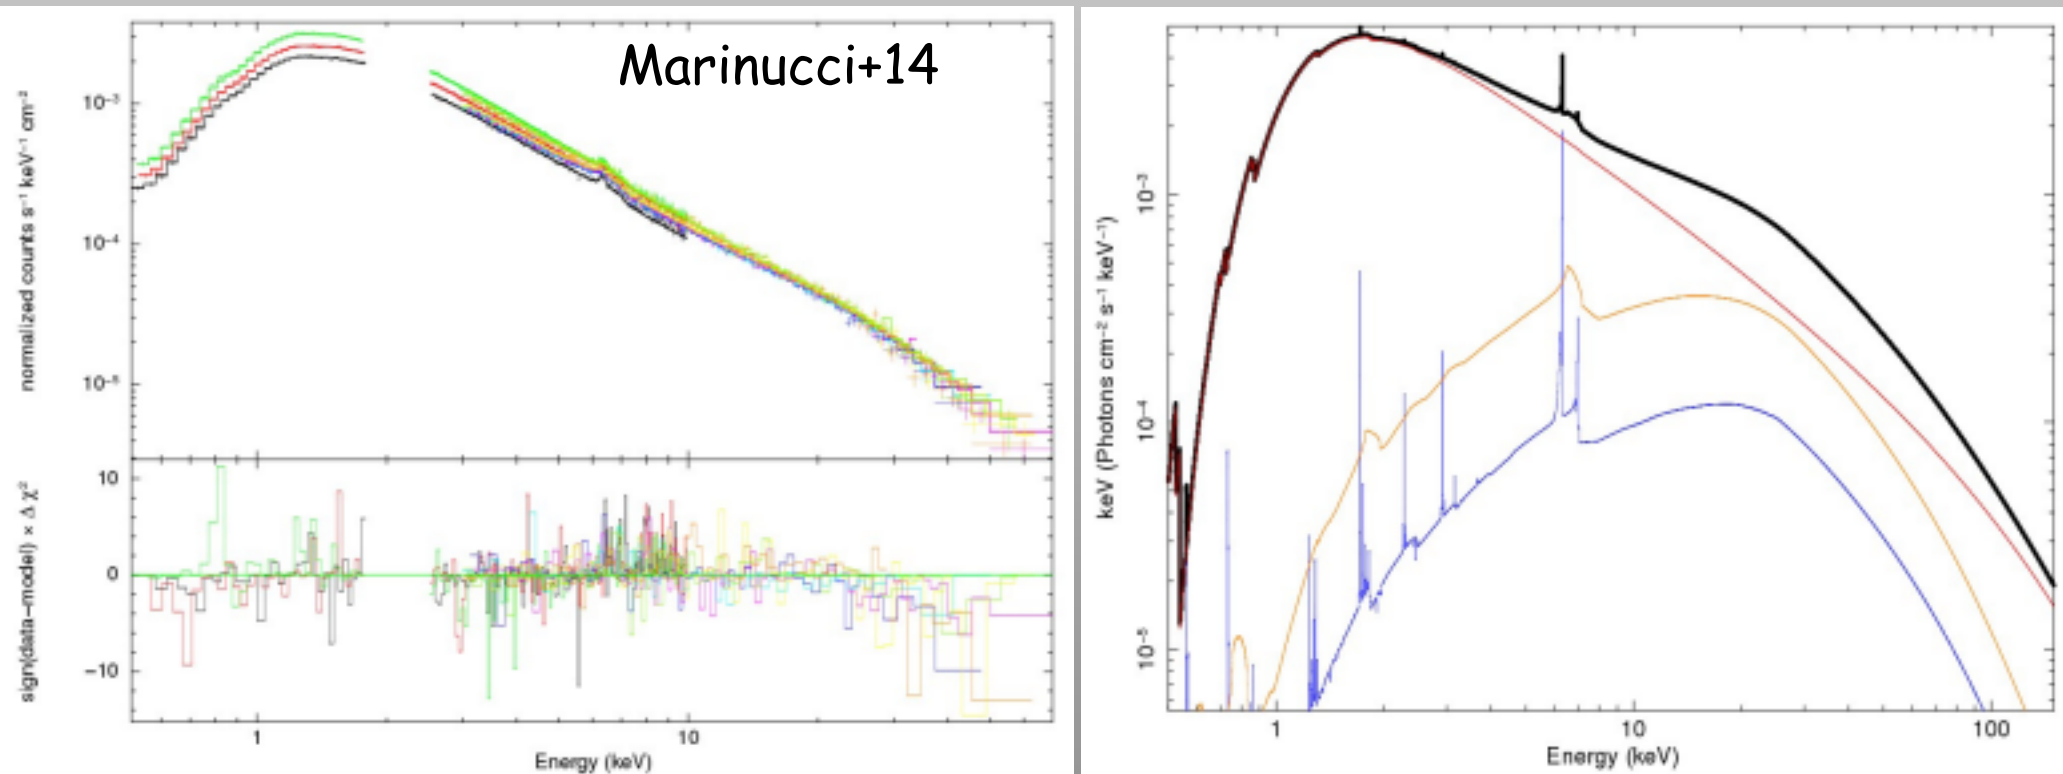 Marinucci+14
normalized counts s⁻¹ keV⁻¹ cm⁻²
10⁻³
10⁻⁴
10⁻⁵
sign(data−model) × Δ χ²
10
0
−10
1
10
Energy (keV)
keV (Photons cm⁻² s⁻¹ keV⁻¹)
10⁻³
10⁻⁴
10⁻⁵
1
10
100
Energy (keV)